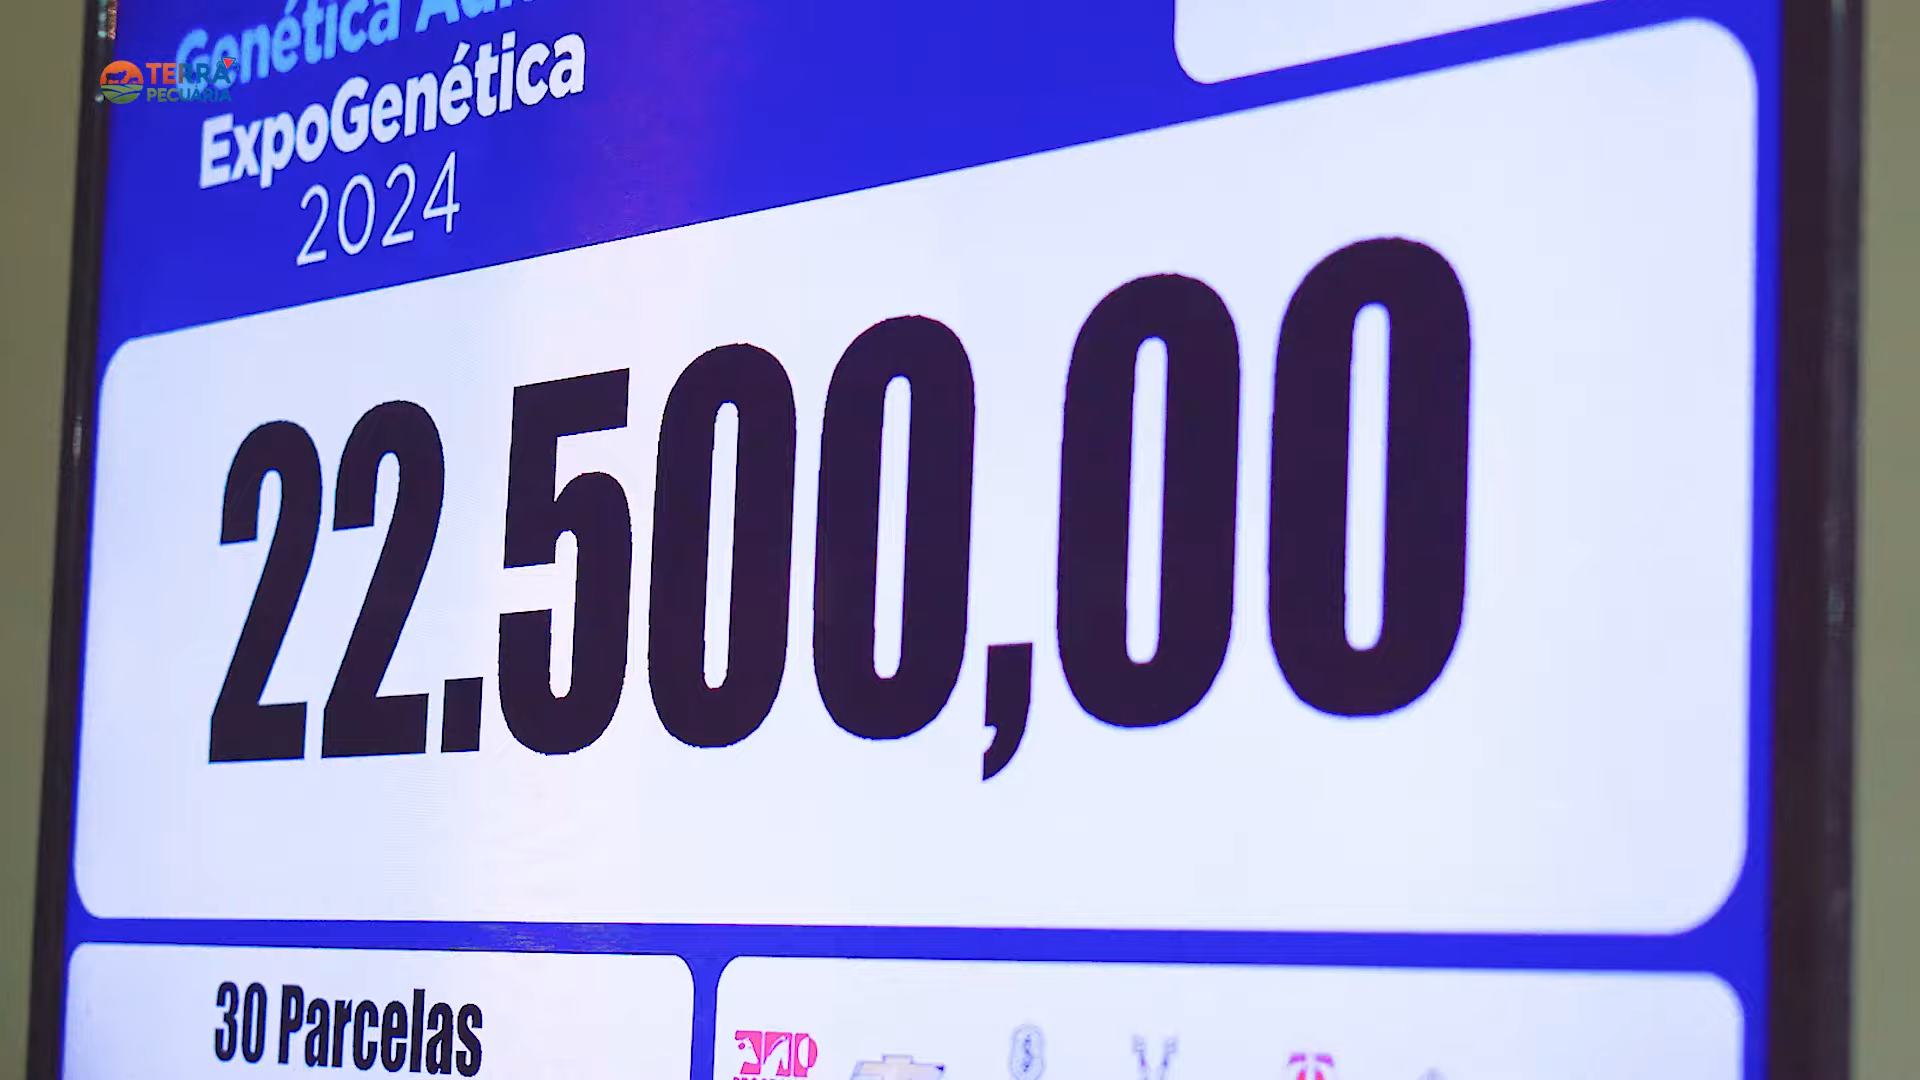 Genética
ExpoGenética
2024
TERRA
PECUÁRIA
22.500,00
30 Parcelas